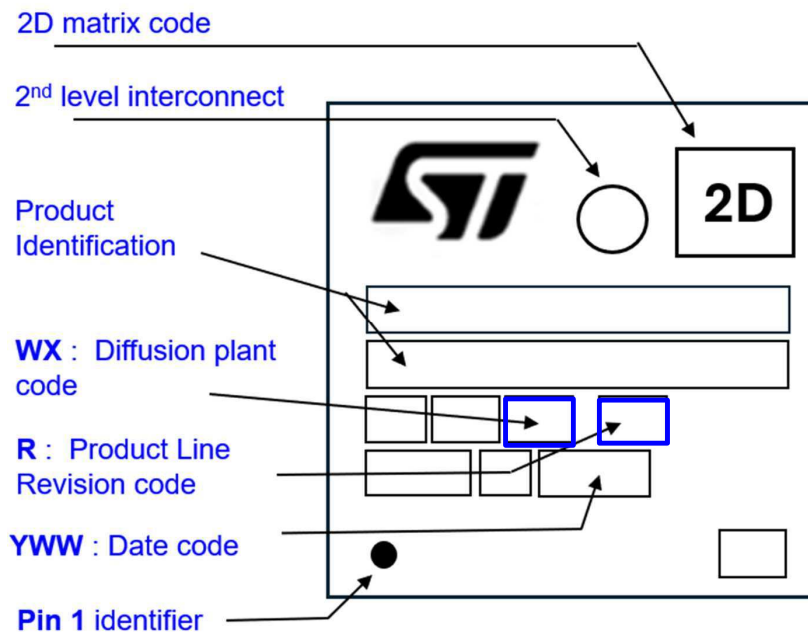 2D matrix code
2nd level interconnect
ST
2D
Product
Identification
WX : Diffusion plant
code
R : Product Line
Revision code
YWW : Date code
Pin 1 identifier